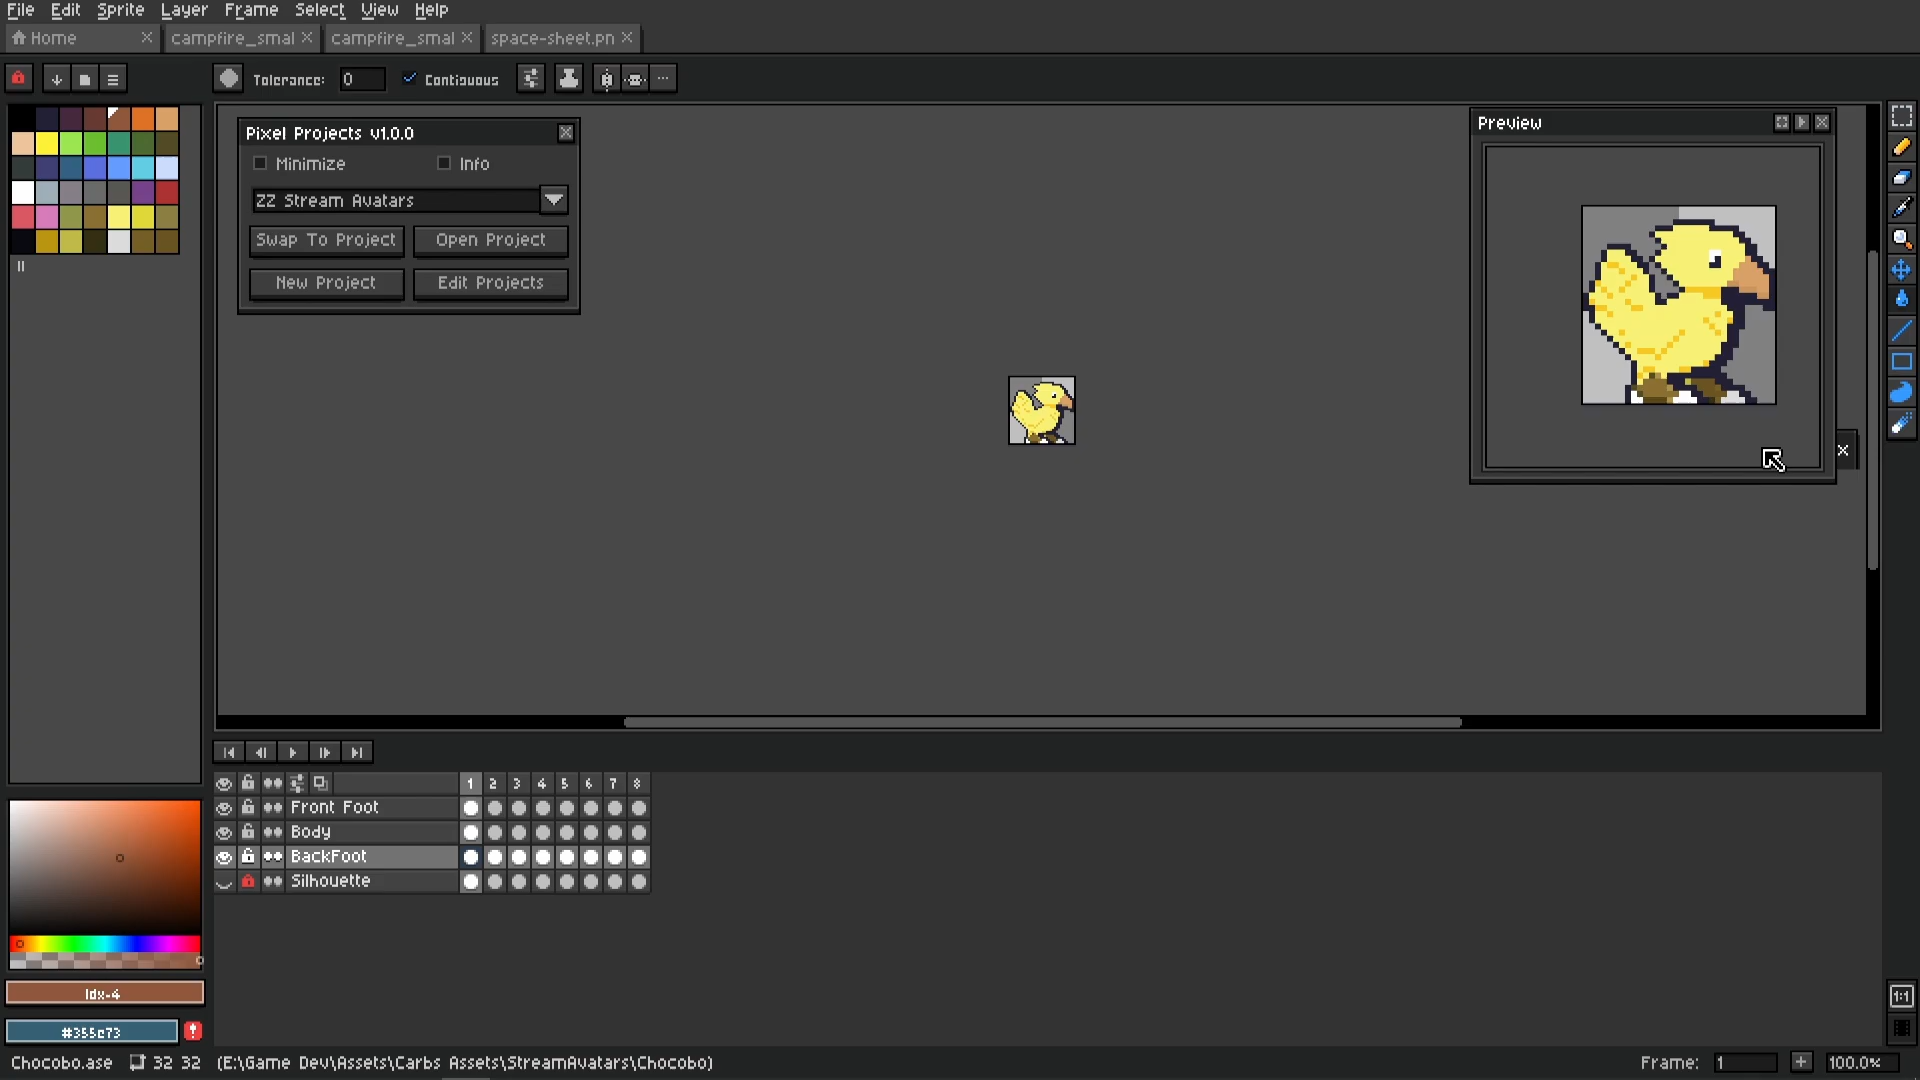 File Edit Sprite Layer Frame Select View Help
Home campfire_smal campfire_smal space-sheet.pn
Tolerance: 0 Contiguous
Pixel Projects v1.0.0
Minimize Info
ZZ Stream Avatars
Swap To Project Open Project
New Project Edit Projects
Preview
1 2 3 4 5 6 7 8
Front Foot
Body
BackFoot
Silhouette
Idx-4
#355e73
1:1
Chocobo.ase 32 32 (E:\Game Dev\Assets\Carbs Assets\StreamAvatars\Chocobo) Frame: 1 + 100.0%